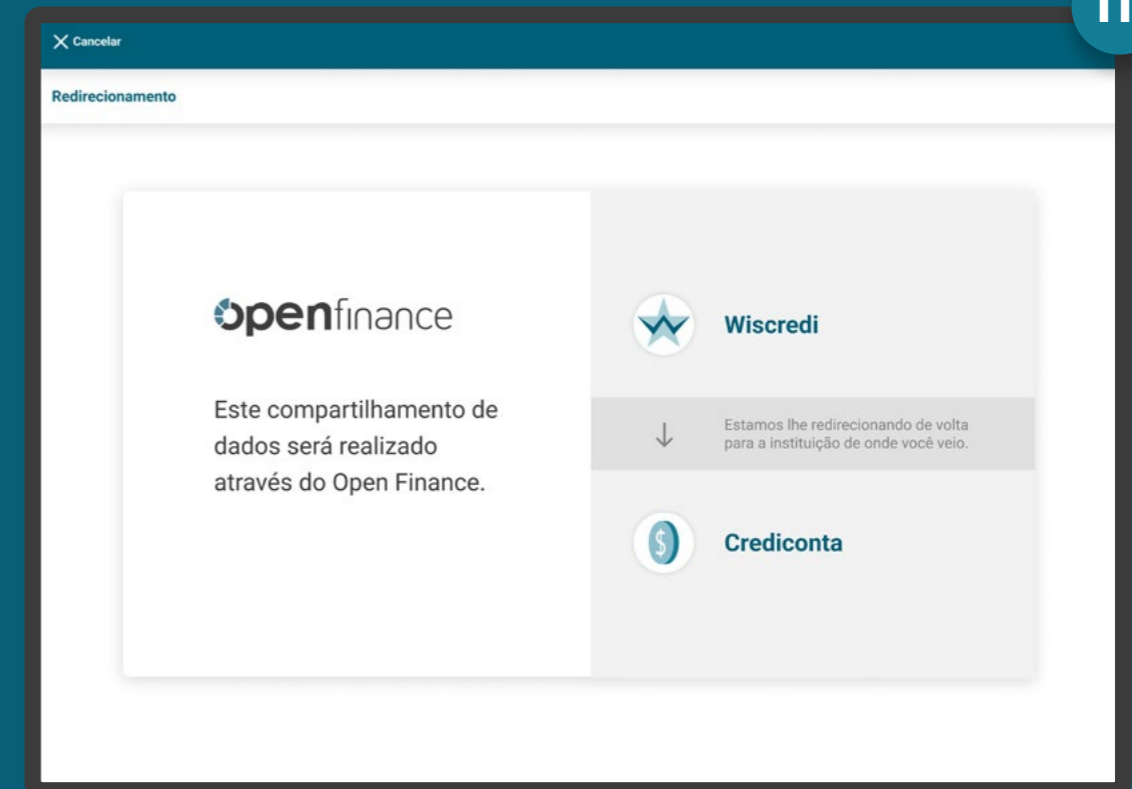 Cancelar
Redirecionamento
openfinance
Este compartilhamento de
dados será realizado
através do Open Finance.
Wiscredi
Estamos lhe redirecionando de volta
para a instituição de onde você veio.
$
Crediconta